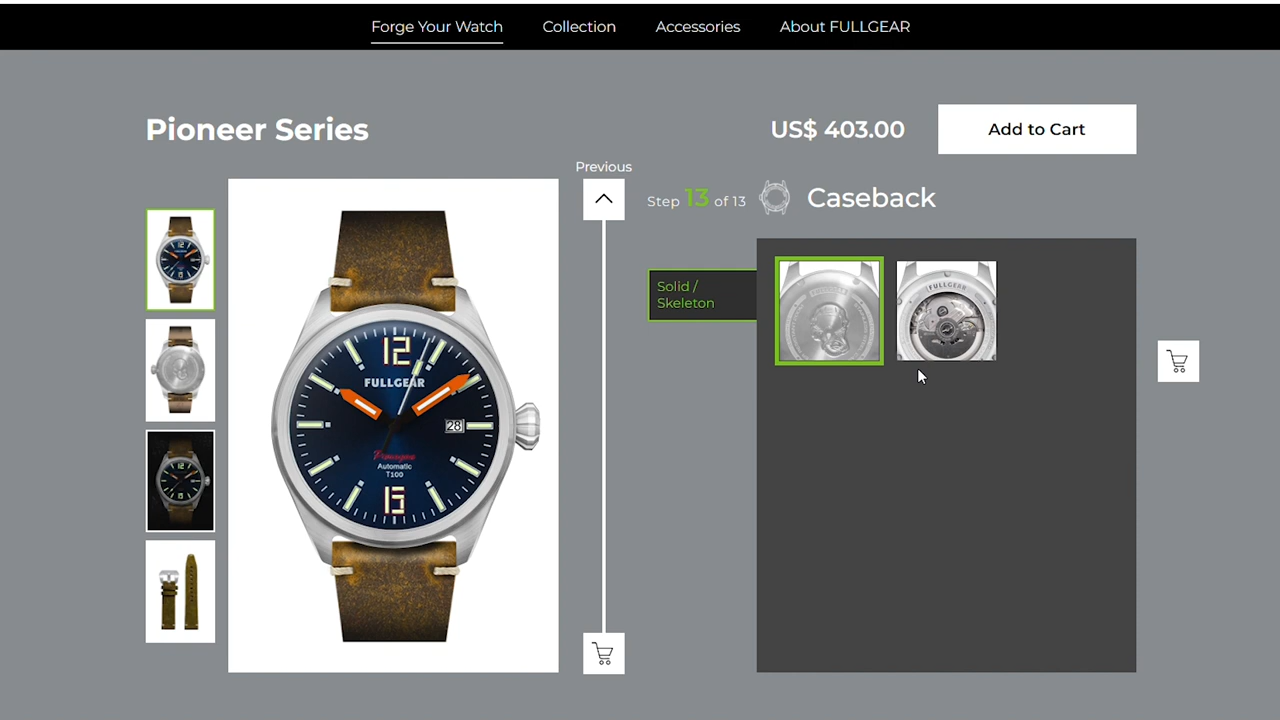 Forge Your Watch
Collection
Accessories
About FULLGEAR
Pioneer Series
US$ 403.00
Add to Cart
Previous
Step 13 of 13
Caseback
Solid /
Skeleton
FULLGEAR
12
FULLGEAR
28
Automatic
T100